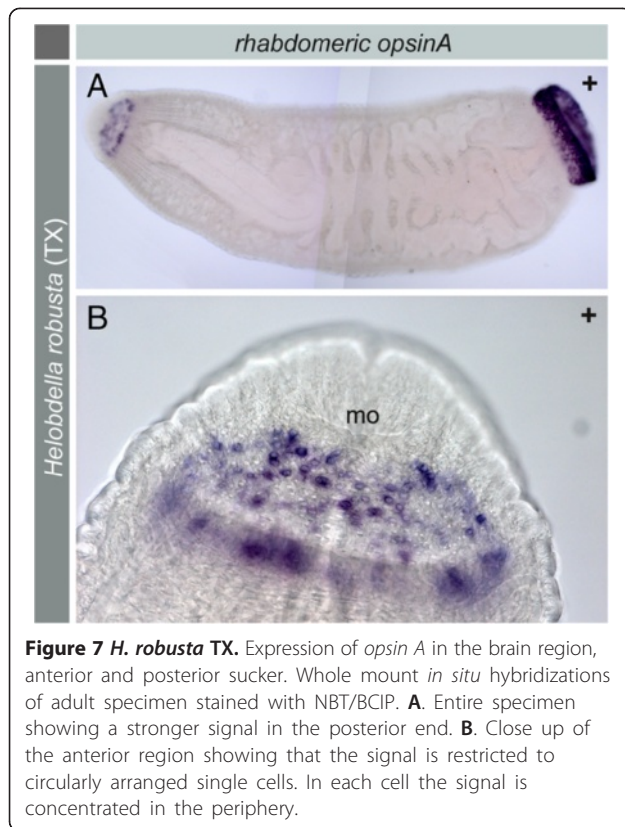 rhabdomeric opsinA
Helobdella robusta (TX)
A
+
B
+
mo
Figure 7 H. robusta TX. Expression of opsin A in the brain region,
anterior and posterior sucker. Whole mount in situ hybridizations
of adult specimen stained with NBT/BCIP. A. Entire specimen
showing a stronger signal in the posterior end. B. Close up of
the anterior region showing that the signal is restricted to
circularly arranged single cells. In each cell the signal is
concentrated in the periphery.